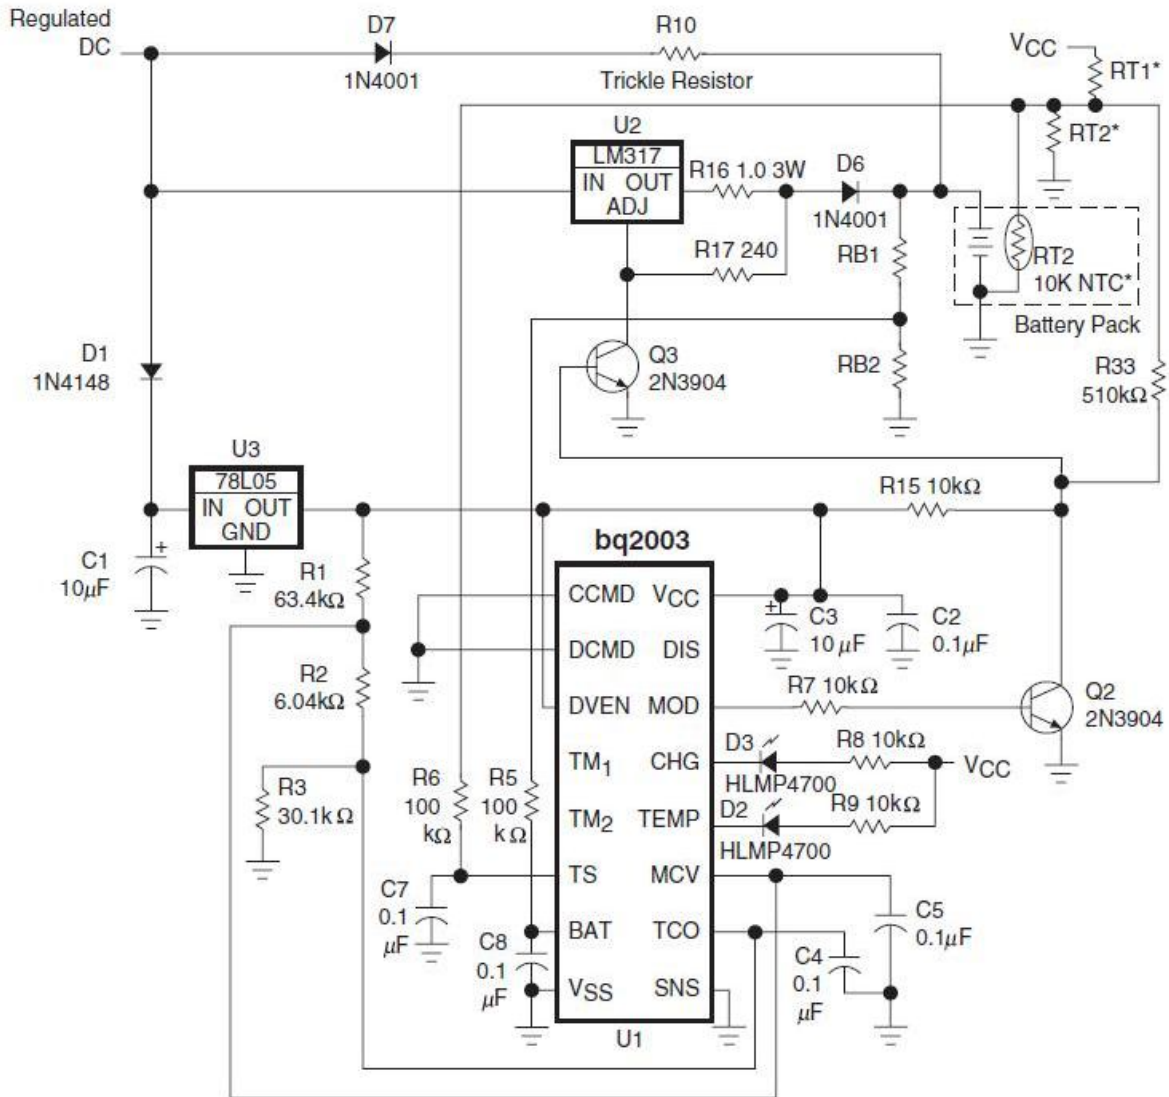 Regulated
DC
D7
1N4001
R10
Trickle Resistor
VCC
RT1*
RT2*
U2
LM317
IN OUT
ADJ
R16 1.0 3W
D6
1N4001
R17 240
RB1
RT2
10K NTC*
Battery Pack
D1
1N4148
Q3
2N3904
RB2
R33
510kΩ
U3
78L05
IN OUT
GND
R15 10kΩ
C1
+
10µF
R1
63.4kΩ
bq2003
CCMD VCC
DCMD DIS
DVEN MOD
TM1 CHG
TM2 TEMP
TS MCV
BAT TCO
VSS SNS
U1
+
C3
10 µF
C2
0.1µF
R2
6.04kΩ
R7 10kΩ
Q2
2N3904
D3
HLMP4700
R8 10kΩ
VCC
D2
HLMP4700
R9 10kΩ
R3
30.1k Ω
R6
100
kΩ
R5
100
k Ω
C7
0.1
µF
C8
0.1
µF
C5
0.1µF
C4
0.1
µF